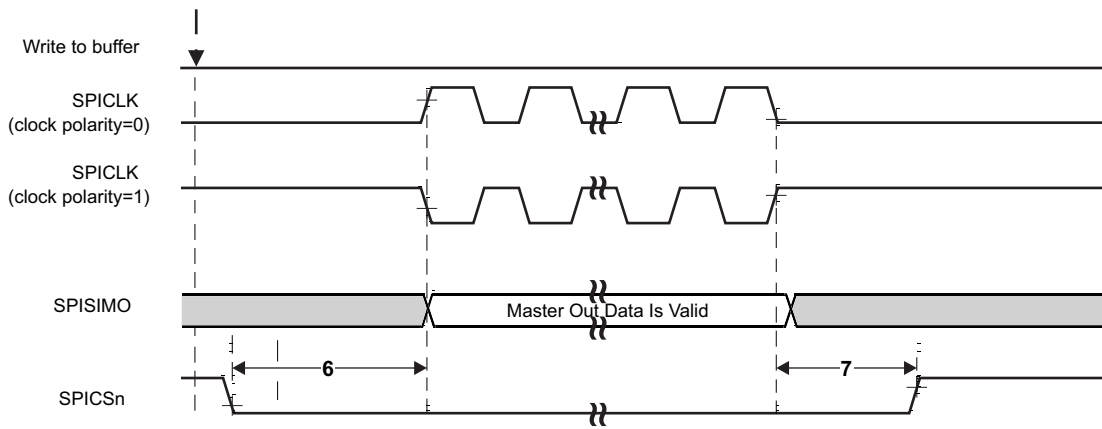 Write to buffer
SPICLK
(clock polarity=0)
SPICLK
(clock polarity=1)
SPISIMO
Master Out Data Is Valid
6
7
SPICSn